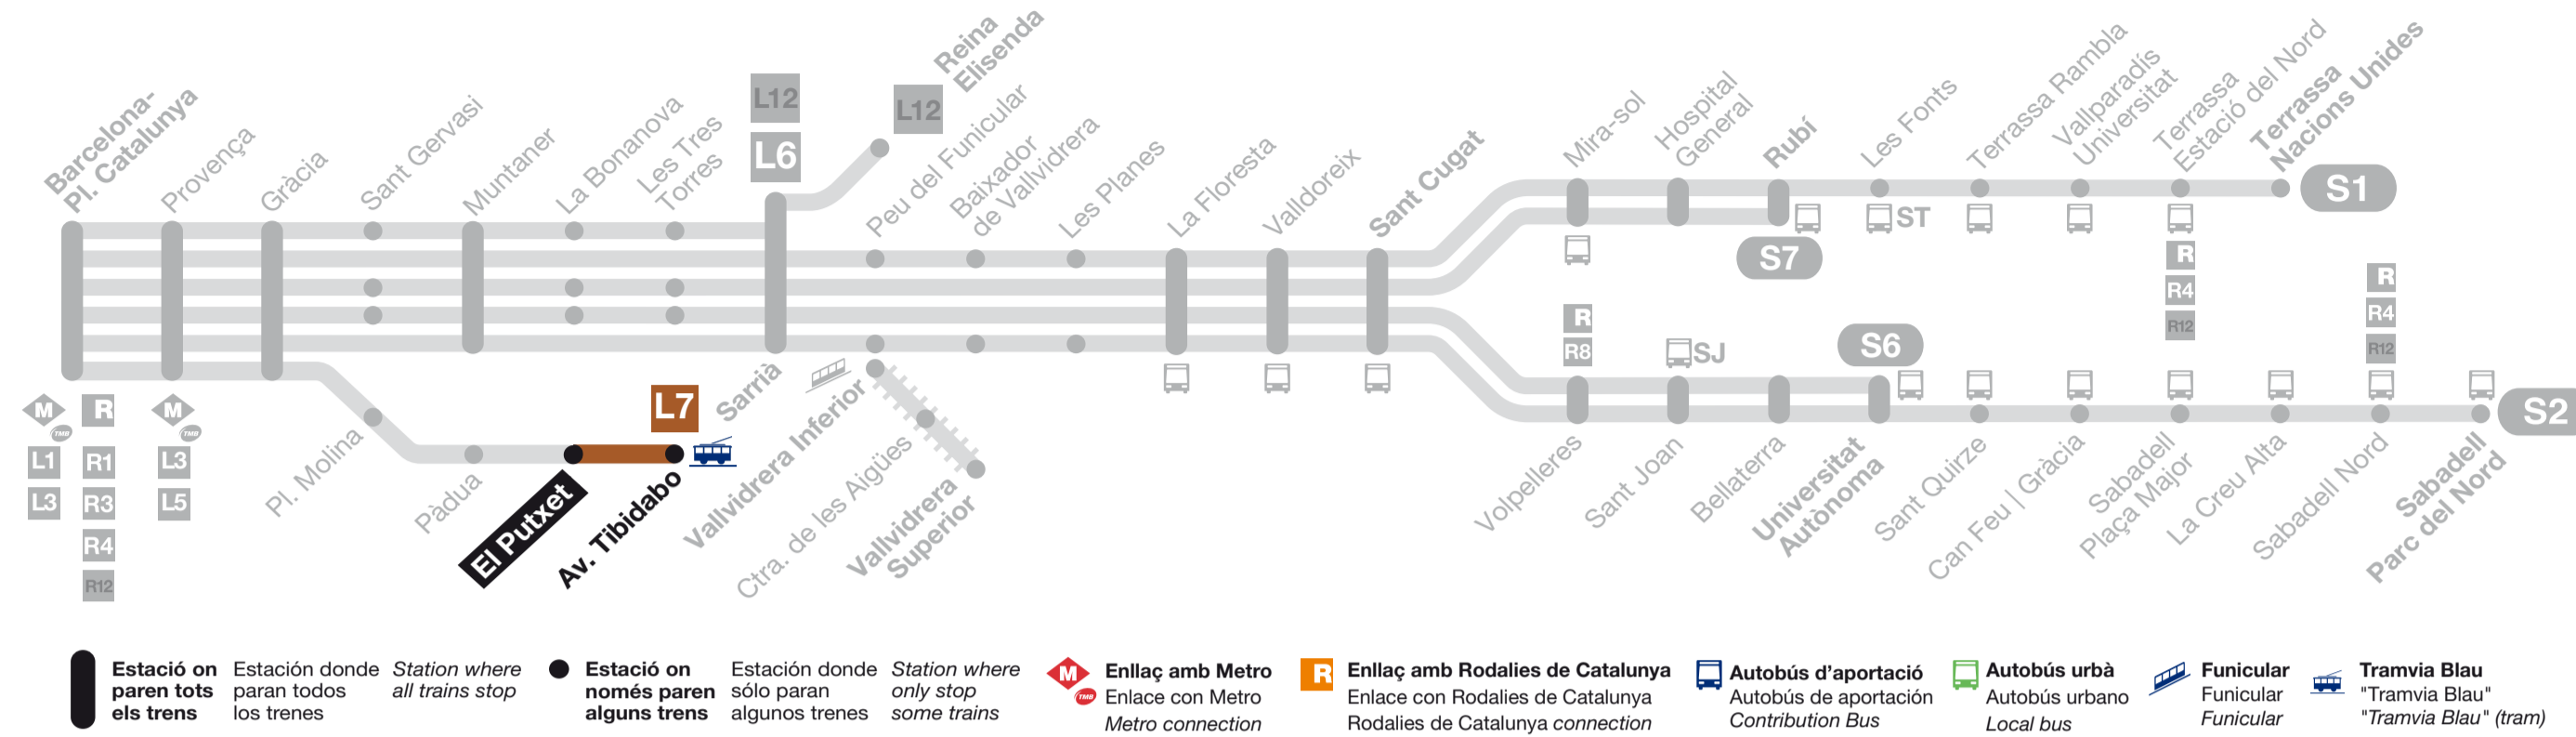 Barcelona-
Pl. Catalunya
Provença
Gràcia
Sant Gervasi
Muntaner
La Bonanova
Les Tres
Torres
L12
L6
Reina
Elisenda
L12
Peu del Funicular
Baixador
de Vallvidrera
Les Planes
La Floresta
Valldoreix
Sant Cugat
Mira-sol
Hospital
General
Rubí
Les Fonts
Terrassa Rambla
Vallparadís
Universitat
Terrassa
Estació del Nord
Terrassa
Nacions Unides
S1
ST
S7
R
R4
R12
R
R4
R12
R
R8
SJ
S6
S2
M
TMB
L1
L3
R
R1
R3
R4
R12
M
TMB
L3
L5
Pl. Molina
Pàdua
El Putxet
Av. Tibidabo
L7
Sarrià
Vallvidrera Inferior
Ctra. de les Aigües
Vallvidrera
Superior
Volpelleres
Sant Joan
Bellaterra
Universitat
Autònoma
Sant Quirze
Can Feu | Gràcia
Sabadell
Plaça Major
La Creu Alta
Sabadell Nord
Sabadell
Parc del Nord
Estació on
paren tots
els trens
Estación donde
paran todos
los trenes
Station where
all trains stop
Estació on
només paren
alguns trens
Estación donde
sólo paran
algunos trenes
Station where
only stop
some trains
M
TMB
Enllaç amb Metro
Enlace con Metro
Metro connection
R
Enllaç amb Rodalies de Catalunya
Enlace con Rodalies de Catalunya
Rodalies de Catalunya connection
Autobús d'aportació
Autobús de aportación
Contribution Bus
Autobús urbà
Autobús urbano
Local bus
Funicular
Funicular
Funicular
Tramvia Blau
"Tramvia Blau"
"Tramvia Blau" (tram)